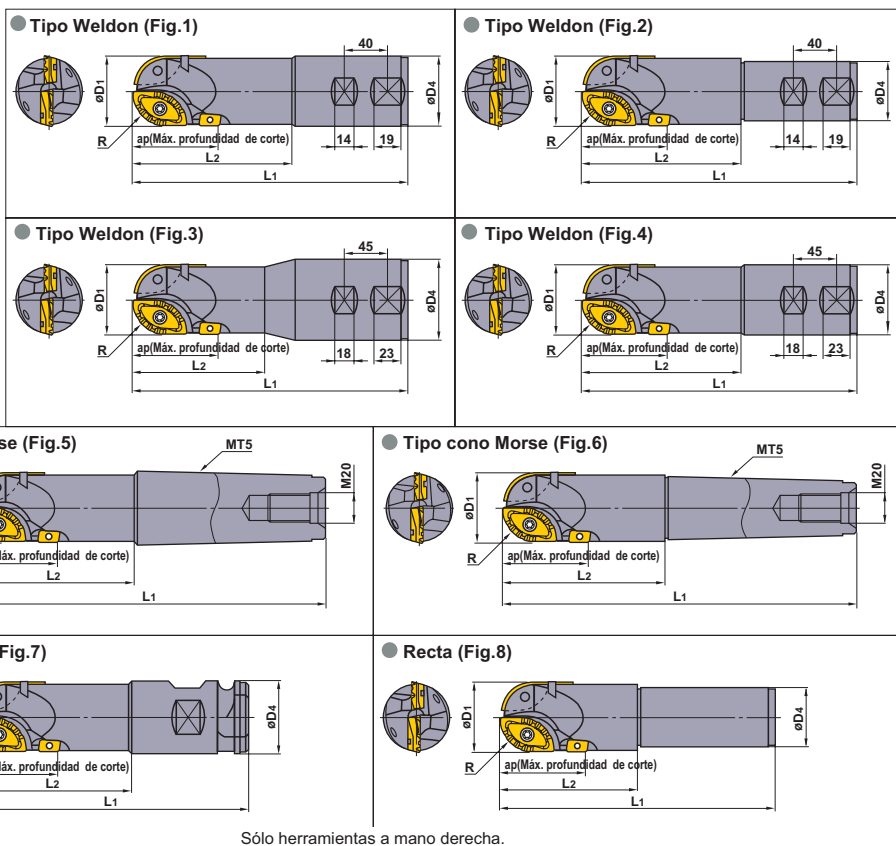 Tipo Weldon (Fig.1)
40
øD1
øD4
R
ap(Máx. profundidad de corte)
14
19
L2
L1
Tipo Weldon (Fig.2)
40
øD1
øD4
R
ap(Máx. profundidad de corte)
14
19
L2
L1
Tipo Weldon (Fig.3)
45
øD1
øD4
R
ap(Máx. profundidad de corte)
18
23
L2
L1
Tipo Weldon (Fig.4)
45
øD1
øD4
R
ap(Máx. profundidad de corte)
18
23
L2
L1
se (Fig.5)
MT5
M20
áx. profundidad de corte)
L2
L1
Tipo cono Morse (Fig.6)
MT5
øD1
M20
R
ap(Máx. profundidad de corte)
L2
L1
Fig.7)
øD4
áx. profundidad de corte)
L2
L1
Recta (Fig.8)
øD1
øD4
R
ap(Máx. profundidad de corte)
L2
L1
Sólo herramientas a mano derecha.